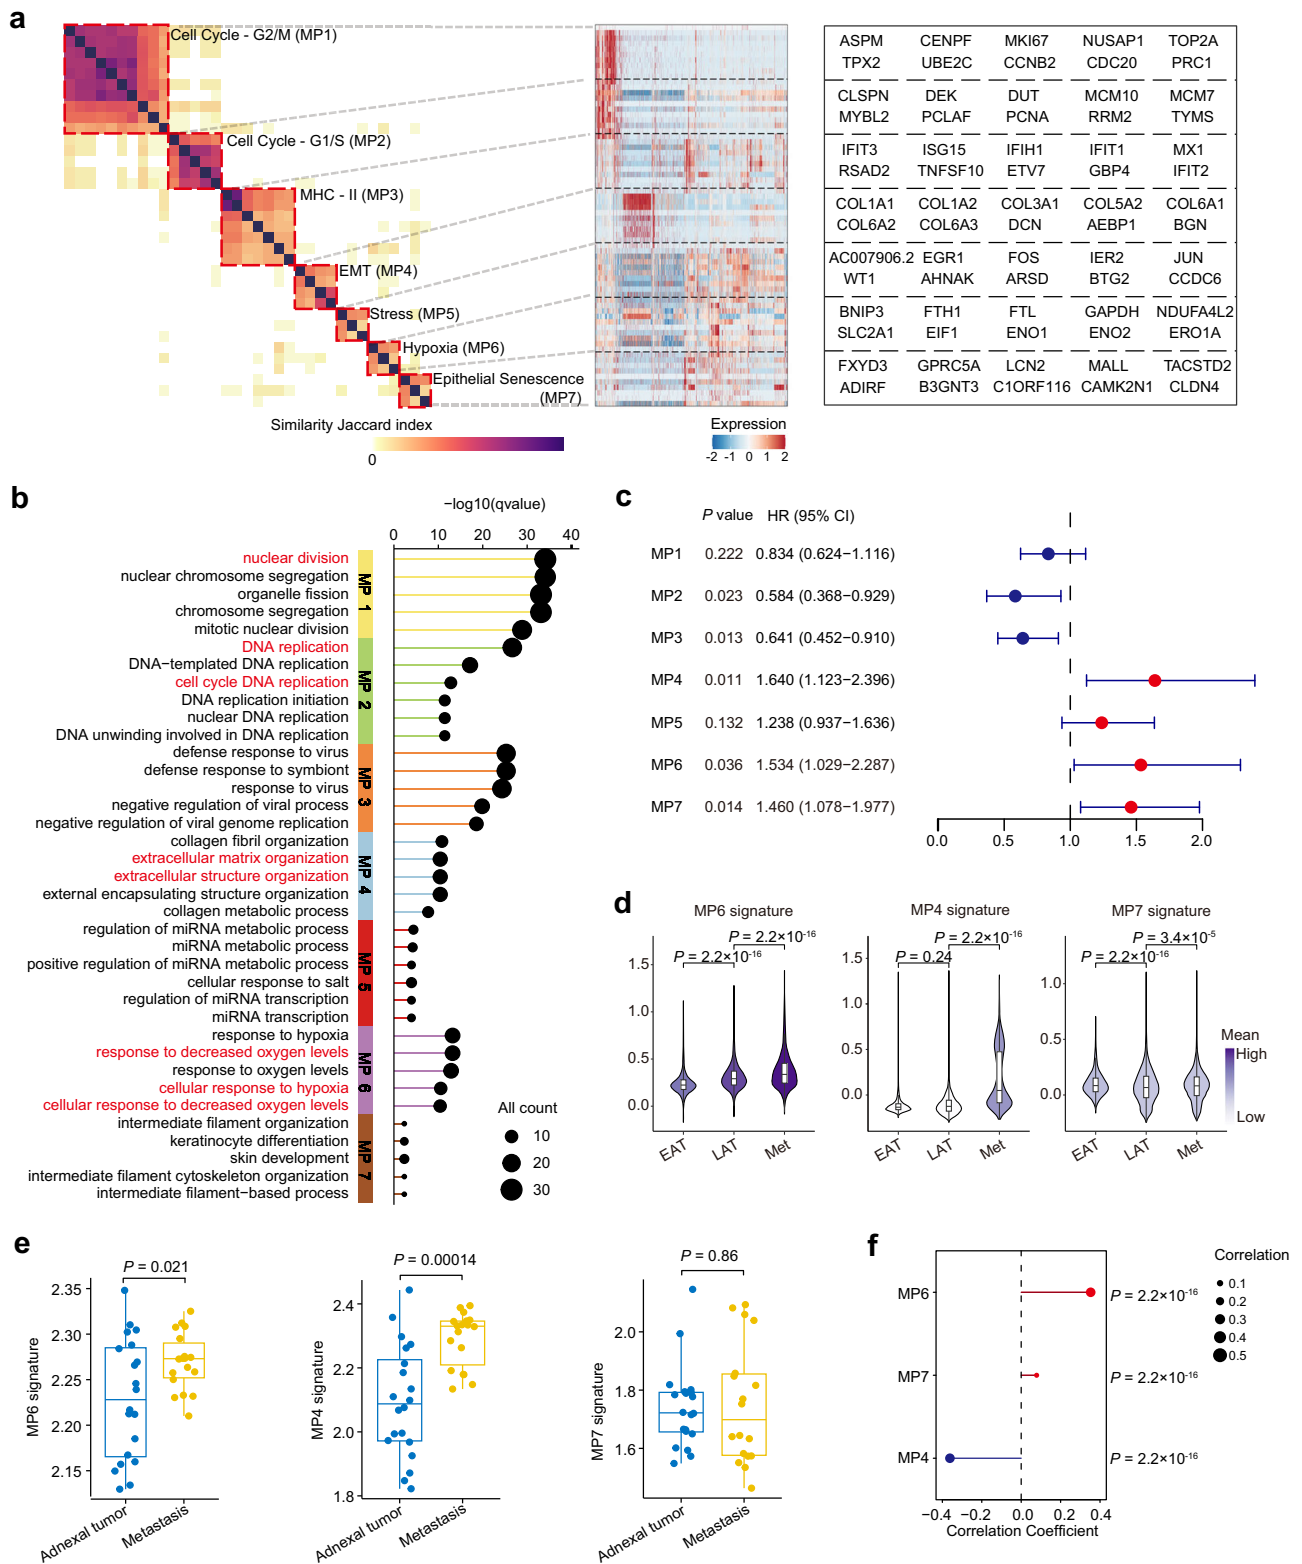 a
Cell Cycle - G2/M (MP1)
Cell Cycle - G1/S (MP2)
MHC - II (MP3)
EMT (MP4)
Stress (MP5)
Hypoxia (MP6)
Epithelial Senescence
(MP7)
Similarity Jaccard index
0
Expression
-2 -1 0 1 2
ASPM CENPF MKI67 NUSAP1 TOP2A
TPX2 UBE2C CCNB2 CDC20 PRC1
CLSPN DEK DUT MCM10 MCM7
MYBL2 PCLAF PCNA RRM2 TYMS
IFIT3 ISG15 IFIH1 IFIT1 MX1
RSAD2 TNFSF10 ETV7 GBP4 IFIT2
COL1A1 COL1A2 COL3A1 COL5A2 COL6A1
COL6A2 COL6A3 DCN AEBP1 BGN
AC007906.2 EGR1 FOS IER2 JUN
WT1 AHNAK ARSD BTG2 CCDC6
BNIP3 FTH1 FTL GAPDH NDUFA4L2
SLC2A1 EIF1 ENO1 ENO2 ERO1A
FXYD3 GPRC5A LCN2 MALL TACSTD2
ADIRF B3GNT3 C1ORF116 CAMK2N1 CLDN4
b
−log10(qvalue)
0 10 20 30 40
nuclear division
nuclear chromosome segregation
organelle fission
chromosome segregation
mitotic nuclear division
MP 1
DNA replication
DNA−templated DNA replication
cell cycle DNA replication
DNA replication initiation
nuclear DNA replication
DNA unwinding involved in DNA replication
MP 2
defense response to virus
defense response to symbiont
response to virus
negative regulation of viral process
negative regulation of viral genome replication
MP 3
collagen fibril organization
extracellular matrix organization
extracellular structure organization
external encapsulating structure organization
collagen metabolic process
MP 4
regulation of miRNA metabolic process
miRNA metabolic process
positive regulation of miRNA metabolic process
cellular response to salt
regulation of miRNA transcription
miRNA transcription
MP 5
response to hypoxia
response to decreased oxygen levels
response to oxygen levels
cellular response to hypoxia
cellular response to decreased oxygen levels
MP 6
intermediate filament organization
keratinocyte differentiation
skin development
intermediate filament cytoskeleton organization
intermediate filament−based process
MP 7
All count
10
20
30
c
P value HR (95% CI)
MP1 0.222 0.834 (0.624−1.116)
MP2 0.023 0.584 (0.368−0.929)
MP3 0.013 0.641 (0.452−0.910)
MP4 0.011 1.640 (1.123−2.396)
MP5 0.132 1.238 (0.937−1.636)
MP6 0.036 1.534 (1.029−2.287)
MP7 0.014 1.460 (1.078−1.977)
0.0 0.5 1.0 1.5 2.0
d
MP6 signature
P = 2.2×10-16
P = 2.2×10-16
1.5
1.0
0.5
0.0
EAT LAT Met
MP4 signature
P = 2.2×10-16
P = 0.24
1.5
1.0
0.5
0.0
EAT LAT Met
MP7 signature
P = 3.4×10-5
P = 2.2×10-16
1.0
0.5
0.0
EAT LAT Met
Mean
High
Low
e
P = 0.021
MP6 signature
2.35
2.30
2.25
2.20
2.15
Adnexal tumor Metastasis
P = 0.00014
MP4 signature
2.4
2.2
2.0
1.8
Adnexal tumor Metastasis
P = 0.86
MP7 signature
2.0
1.8
1.6
Adnexal tumor Metastasis
f
MP6 P = 2.2×10-16
MP7 P = 2.2×10-16
MP4 P = 2.2×10-16
−0.4 −0.2 0.0 0.2 0.4
Correlation Coefficient
Correlation
0.1
0.2
0.3
0.4
0.5